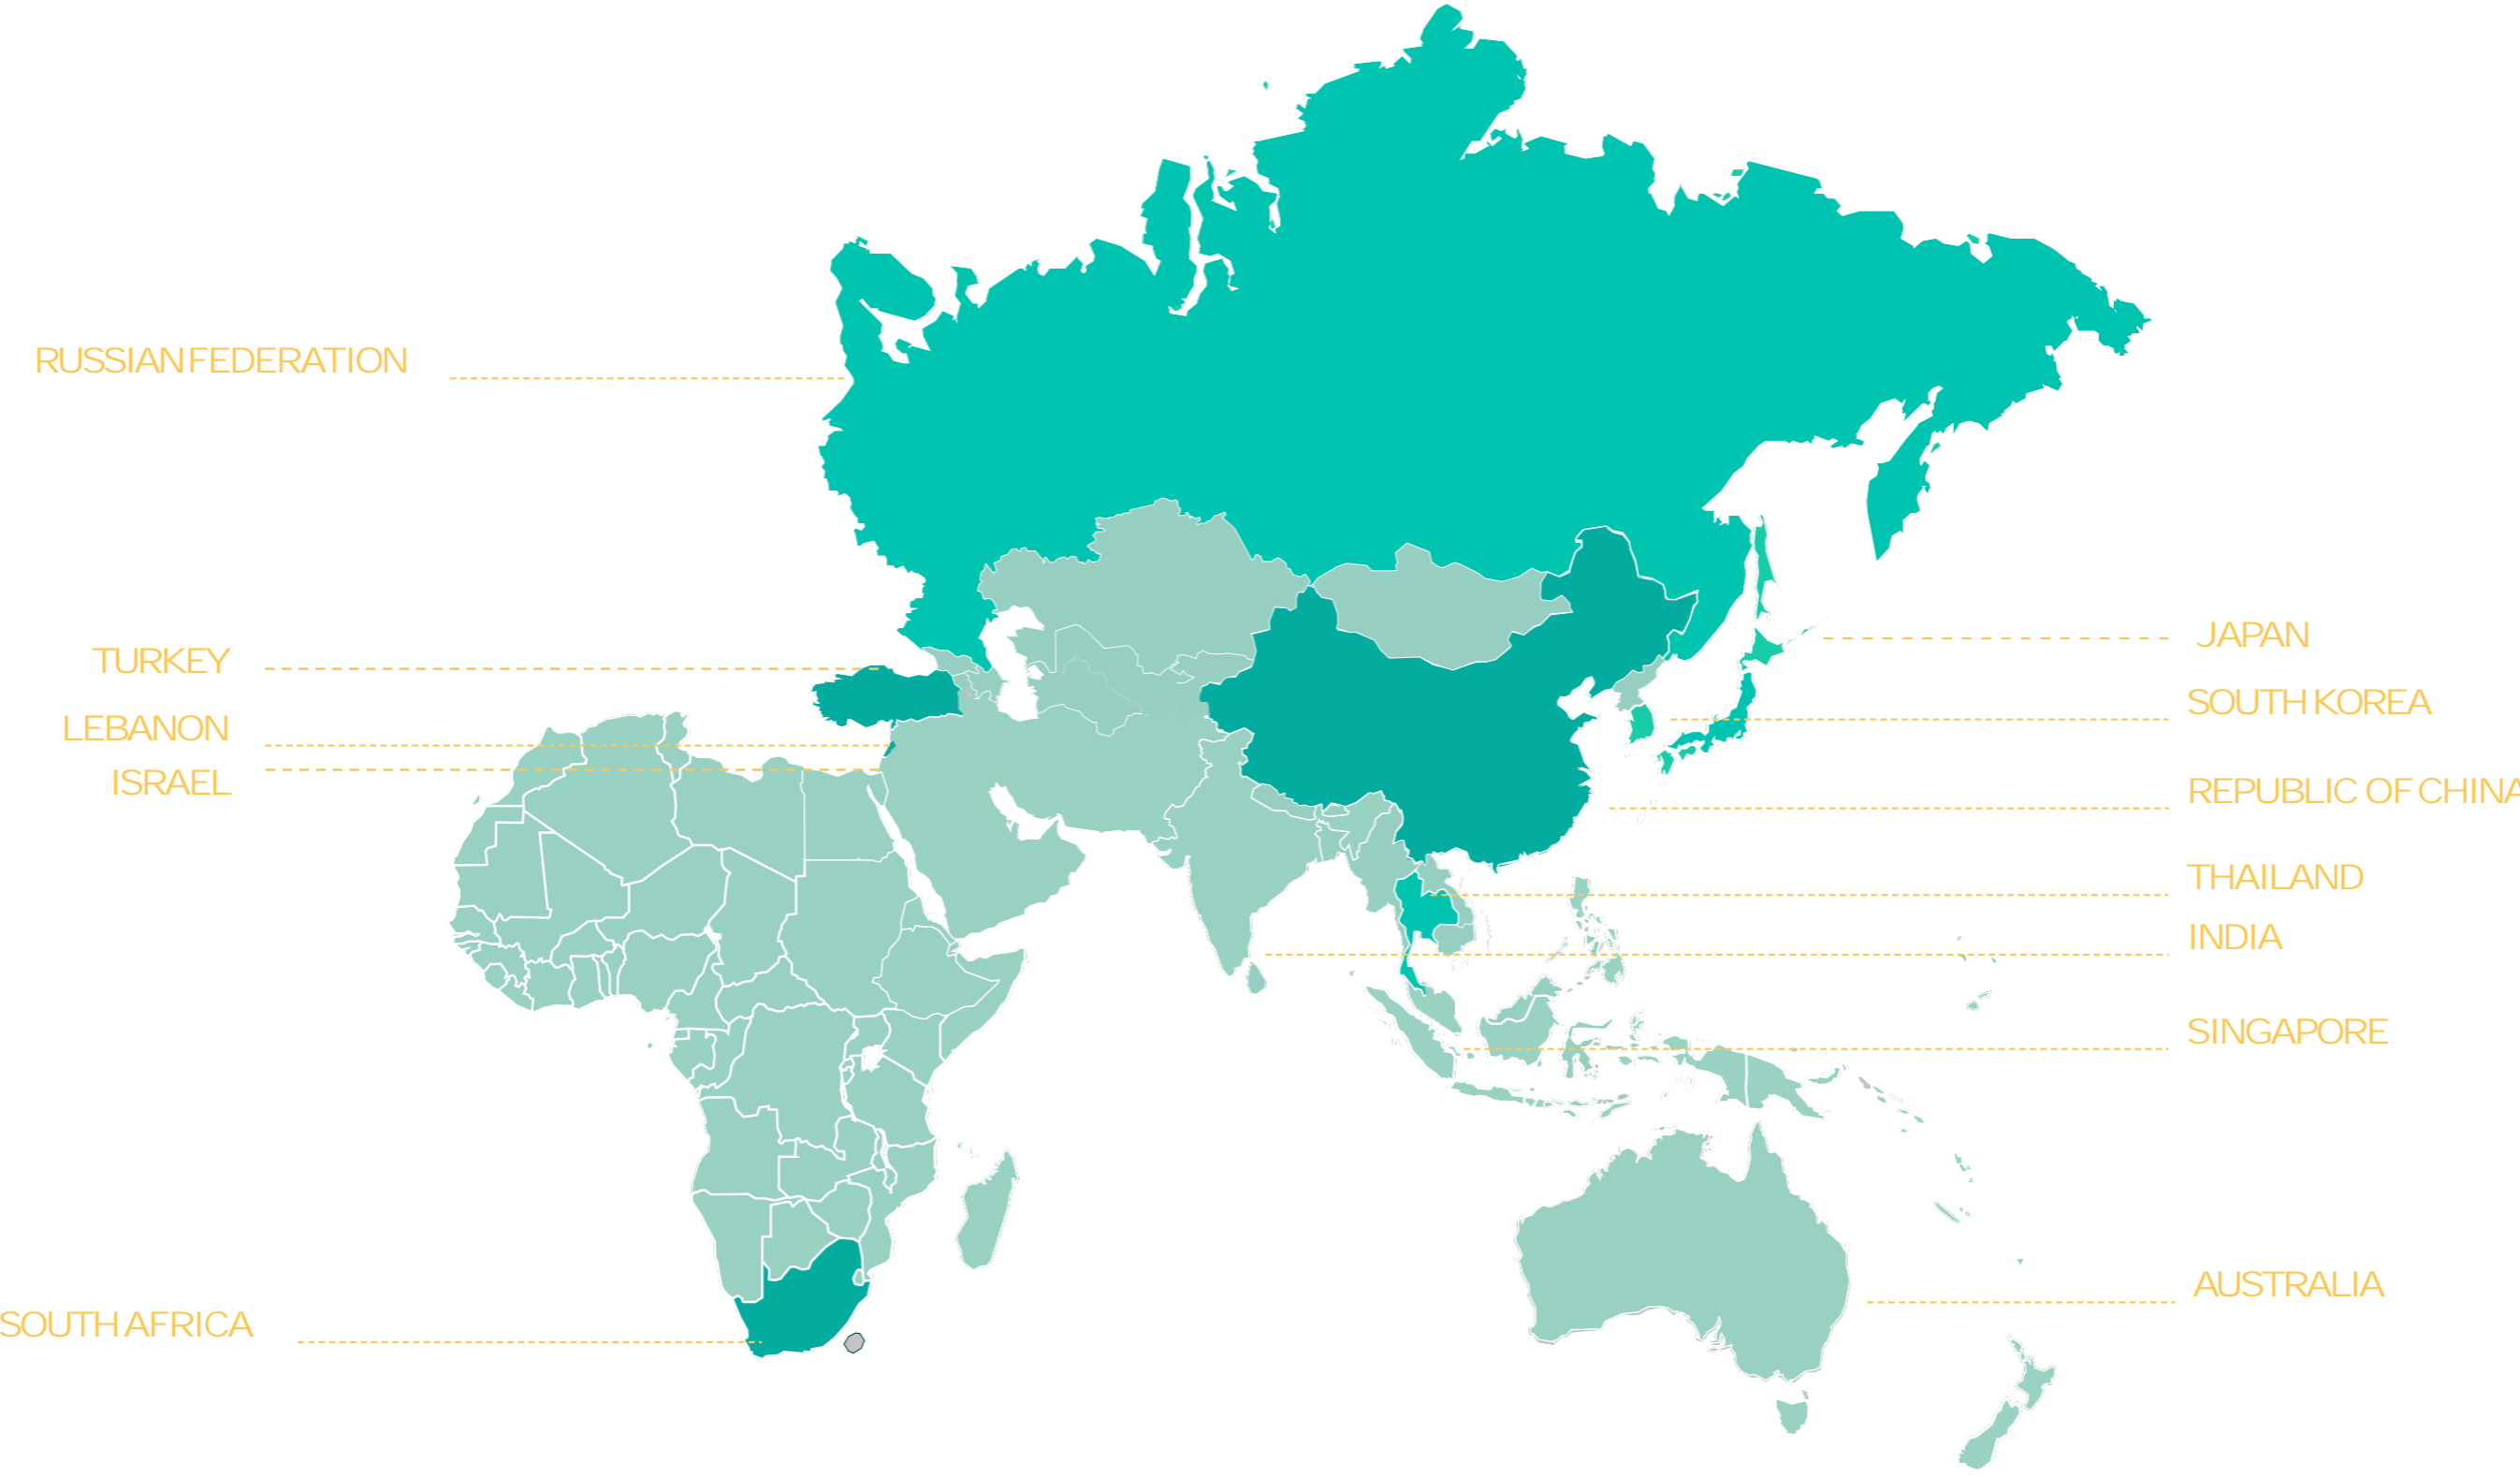 RUSSIAN FEDERATION
TURKEY
LEBANON
ISRAEL
SOUTH AFRICA
JAPAN
SOUTH KOREA
REPUBLIC OF CHINA
THAILAND
INDIA
SINGAPORE
AUSTRALIA